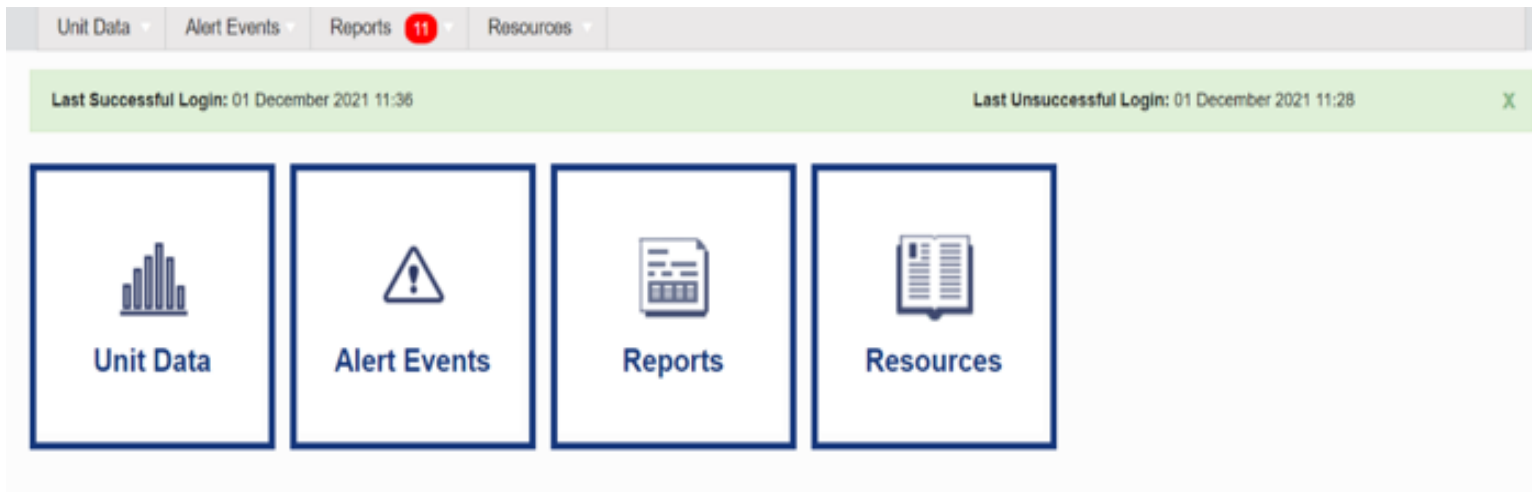 Unit Data Alert Events Reports 11 Resources
Last Successful Login: 01 December 2021 11:36 Last Unsuccessful Login: 01 December 2021 11:28 X
Unit Data Alert Events Reports Resources